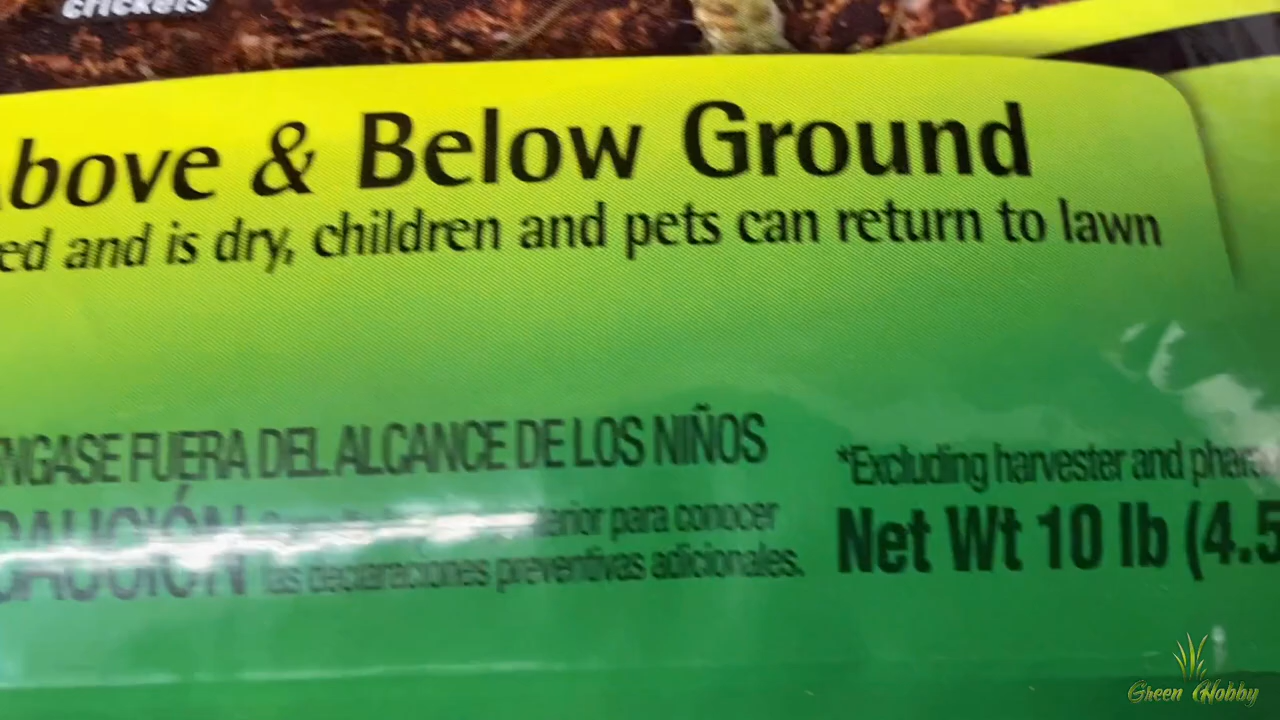 crickets
bove & Below Ground
ed and is dry, children and pets can return to lawn
NGASE FUERA DEL ALCANCE DE LOS NIÑOS
*Excluding harvester and phar
CAUCIÓN
erior para conocer
Net Wt 10 lb (4.5
las declaraciones preventivas adicionales.
Green Hobby